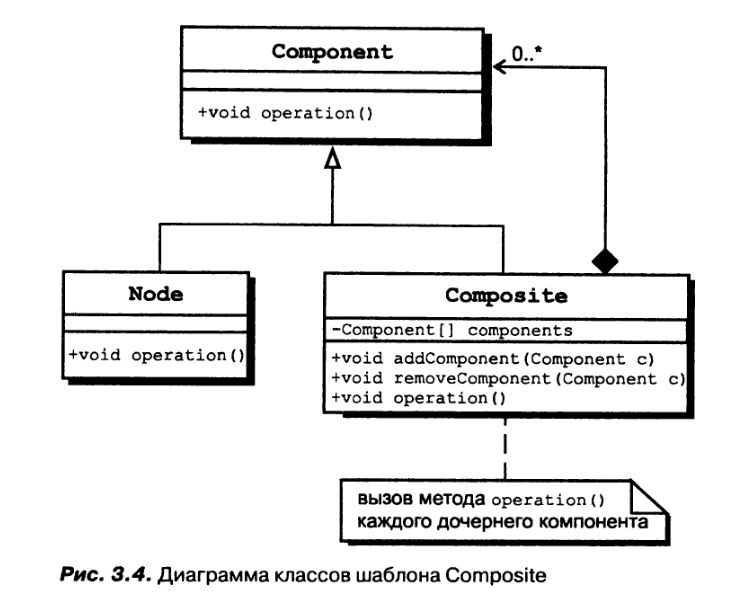 Component
0..*
+void operation()
Node
+void operation()
Composite
-Component[] components
+void addComponent(Component c)
+void removeComponent(Component c)
+void operation()
вызов метода operation()
каждого дочернего компонента
Рис. 3.4. Диаграмма классов шаблона Composite